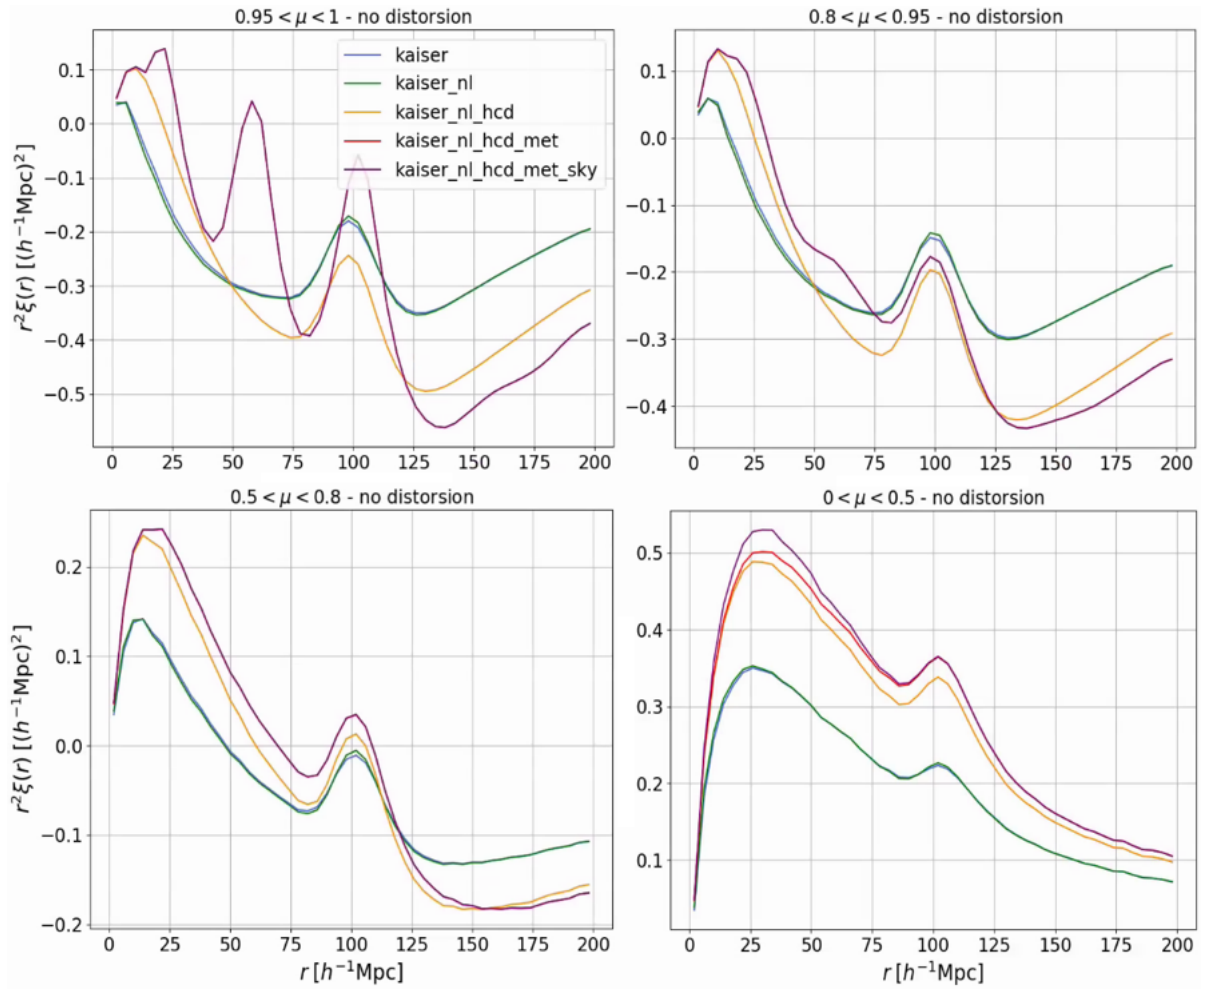 0.95 < μ < 1 - no distorsion
0.1
0.0
−0.1
−0.2
−0.3
−0.4
−0.5
r²ξ(r) [(h⁻¹Mpc)²]
kaiser
kaiser_nl
kaiser_nl_hcd
kaiser_nl_hcd_met
kaiser_nl_hcd_met_sky
0 25 50 75 100 125 150 175 200
0.8 < μ < 0.95 - no distorsion
0.1
0.0
−0.1
−0.2
−0.3
−0.4
0 25 50 75 100 125 150 175 200
0.5 < μ < 0.8 - no distorsion
0.2
0.1
0.0
−0.1
−0.2
r²ξ(r) [(h⁻¹Mpc)²]
0 25 50 75 100 125 150 175 200
r [h⁻¹Mpc]
0 < μ < 0.5 - no distorsion
0.5
0.4
0.3
0.2
0.1
0 25 50 75 100 125 150 175 200
r [h⁻¹Mpc]